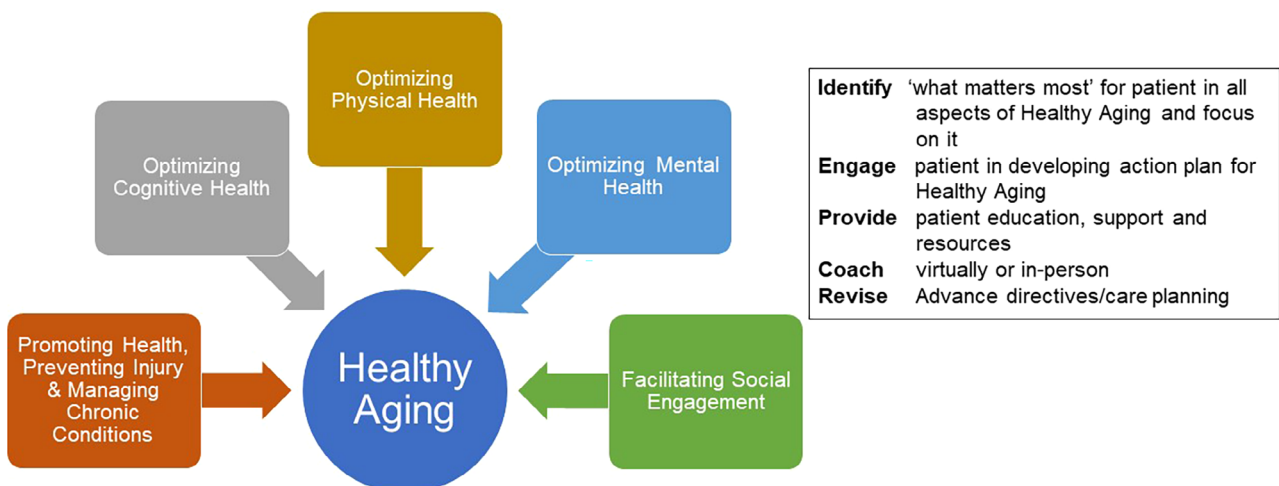 Optimizing
Physical Health
Optimizing
Cognitive Health
Optimizing Mental
Health
Promoting Health,
Preventing Injury
& Managing
Chronic
Conditions
Healthy
Aging
Facilitating Social
Engagement
Identify 'what matters most' for patient in all
aspects of Healthy Aging and focus
on it
Engage patient in developing action plan for
Healthy Aging
Provide patient education, support and
resources
Coach virtually or in-person
Revise Advance directives/care planning